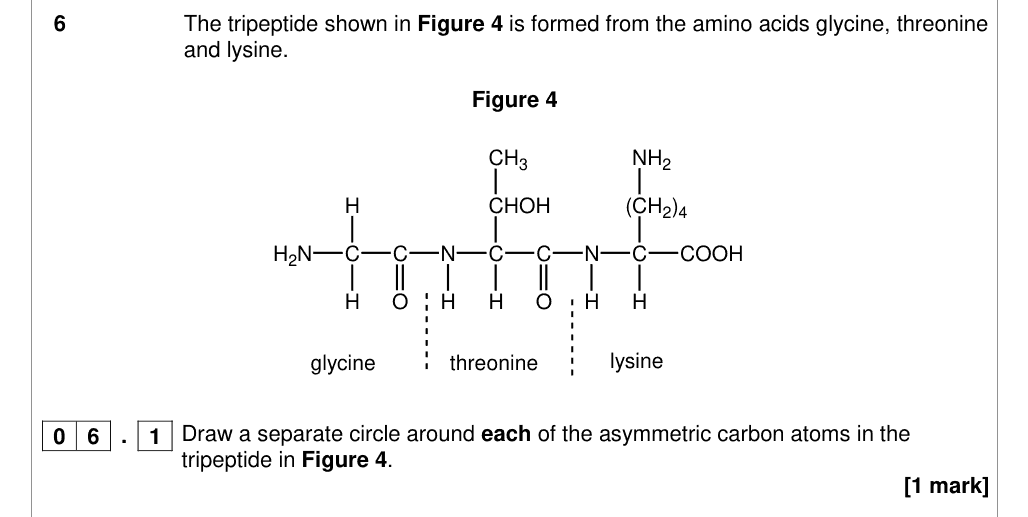 6 The tripeptide shown in Figure 4 is formed from the amino acids glycine, threonine
and lysine.
Figure 4
CH3 NH2
H CHOH (CH2)4
H2N—C—C—N—C—C—N—C—COOH
H O H H O H H
glycine threonine lysine
0 6 . 1 Draw a separate circle around each of the asymmetric carbon atoms in the
tripeptide in Figure 4.
[1 mark]